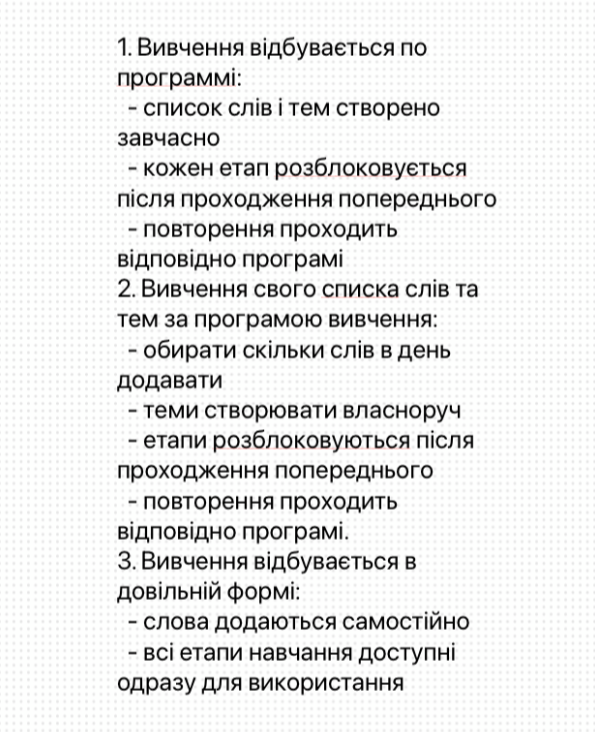 1. Вивчення відбувається по
программі:
- список слів і тем створено
завчасно
- кожен етап розблоковується
після проходження попереднього
- повторення проходить
відповідно програмі
2. Вивчення свого списка слів та
тем за програмою вивчення:
- обирати скільки слів в день
додавати
- теми створювати власноруч
- етапи розблоковуються після
проходження попереднього
- повторення проходить
відповідно програмі.
3. Вивчення відбувається в
довільній формі:
- слова додаються самостійно
- всі етапи навчання доступні
одразу для використання